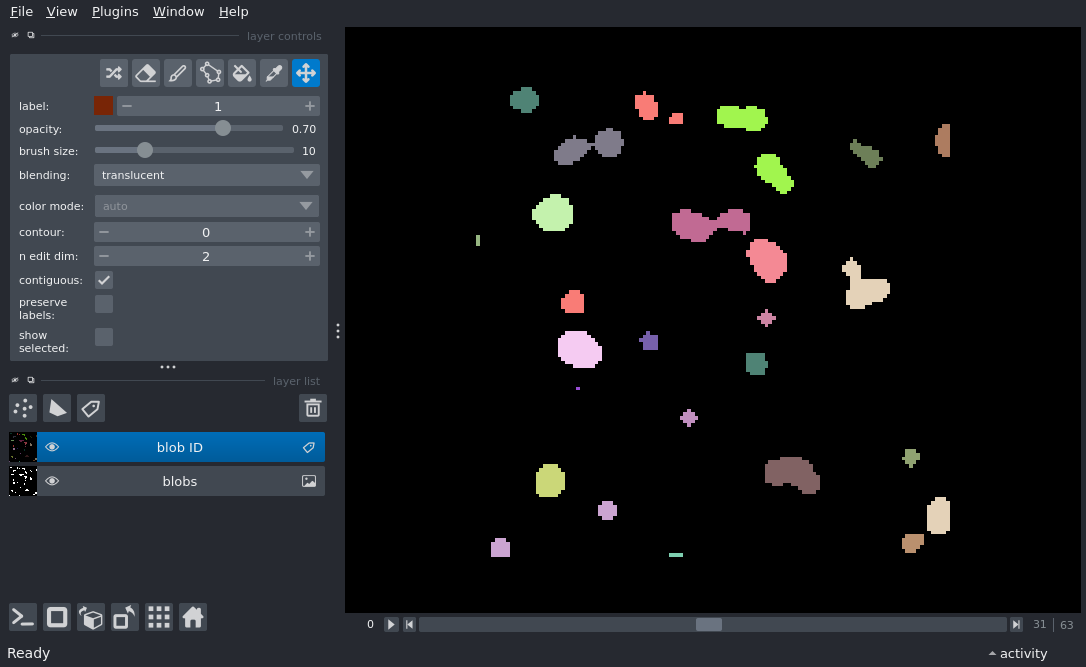 File View Plugins Window Help
layer controls
label: 1
opacity: 0.70
brush size: 10
blending: translucent
color mode: auto
contour: 0
n edit dim: 2
contiguous:
preserve
labels:
show
selected:
layer list
blob ID
blobs
0 31 63
Ready activity